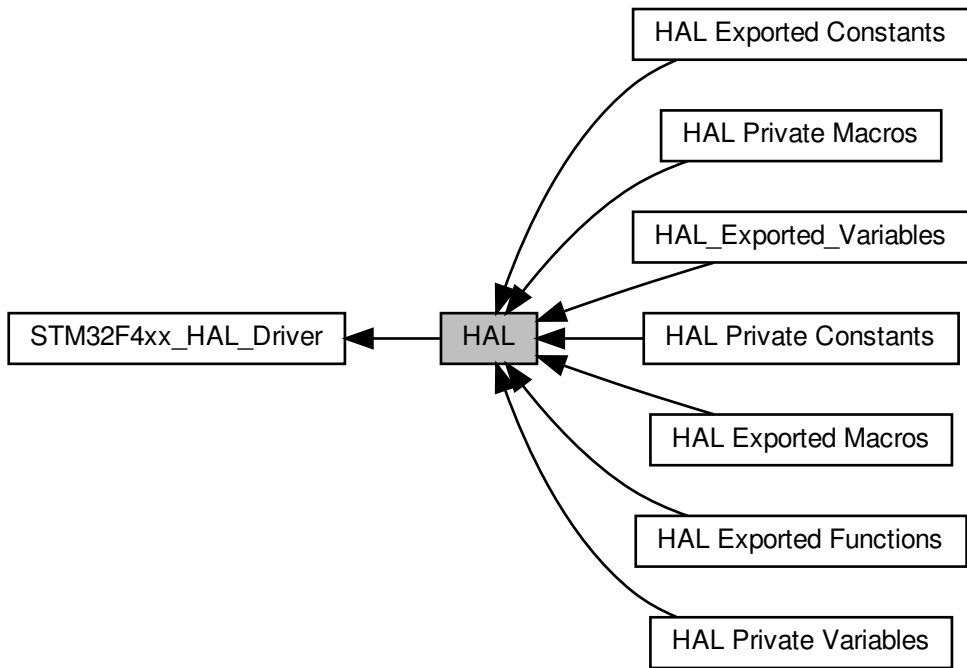 HAL Exported Constants
HAL Private Macros
HAL_Exported_Variables
STM32F4xx_HAL_Driver
HAL
HAL Private Constants
HAL Exported Macros
HAL Exported Functions
HAL Private Variables